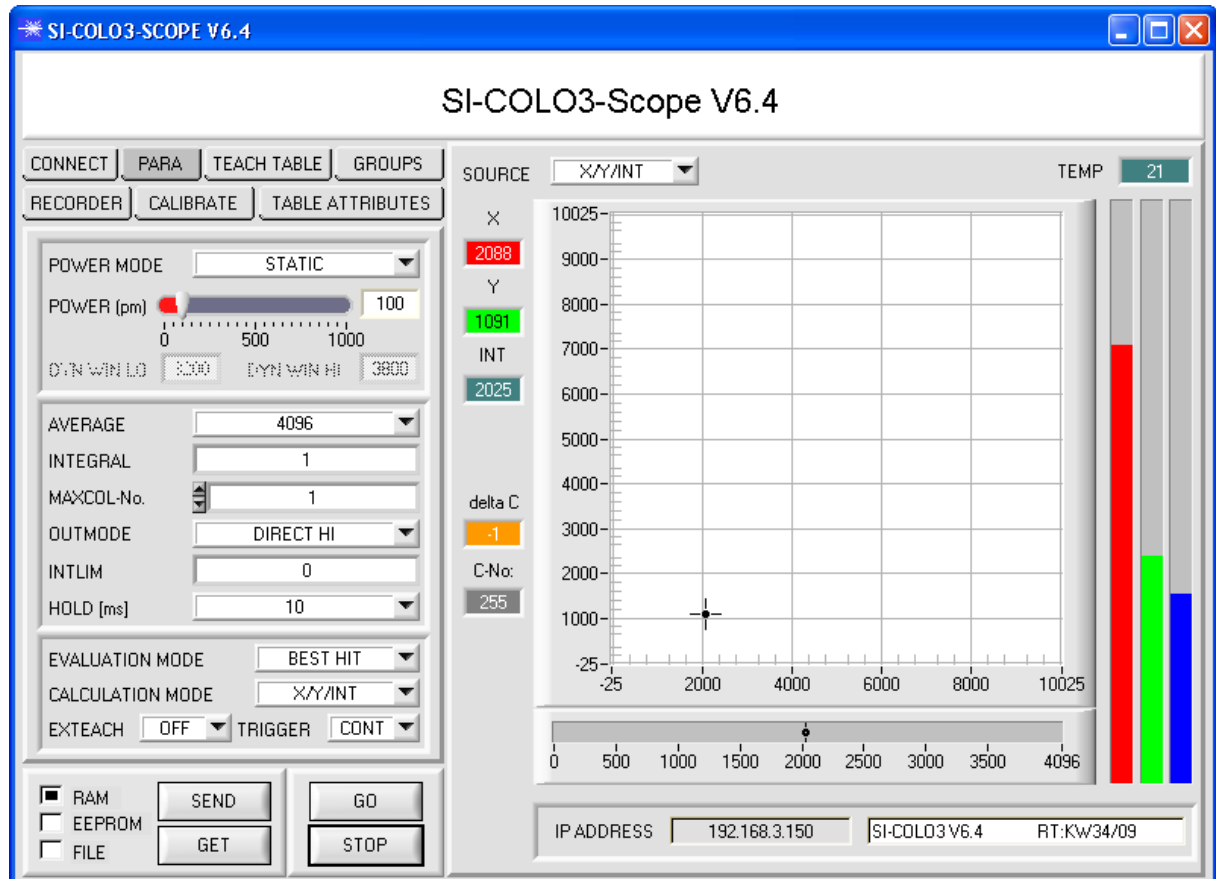 SI-COLO3-SCOPE V6.4
SI-COLO3-Scope V6.4
CONNECT PARA TEACH TABLE GROUPS
RECORDER CALIBRATE TABLE ATTRIBUTES
POWER MODE STATIC
POWER (pm) 100
0 500 1000
DYN WIN LO 3200 DYN WIN HI 3800
AVERAGE 4096
INTEGRAL 1
MAXCOL-No. 1
OUTMODE DIRECT HI
INTLIM 0
HOLD [ms] 10
EVALUATION MODE BEST HIT
CALCULATION MODE X/Y/INT
EXTEACH OFF TRIGGER CONT
RAM
EEPROM
FILE
SEND
GET
GO
STOP
SOURCE X/Y/INT
TEMP 21
X
2088
Y
1091
INT
2025
delta C
-1
C-No:
255
10025
9000
8000
7000
6000
5000
4000
3000
2000
1000
-25
-25 2000 4000 6000 8000 10025
0 500 1000 1500 2000 2500 3000 3500 4096
IP ADDRESS 192.168.3.150 SI-COLO3 V6.4 RT:KW34/09